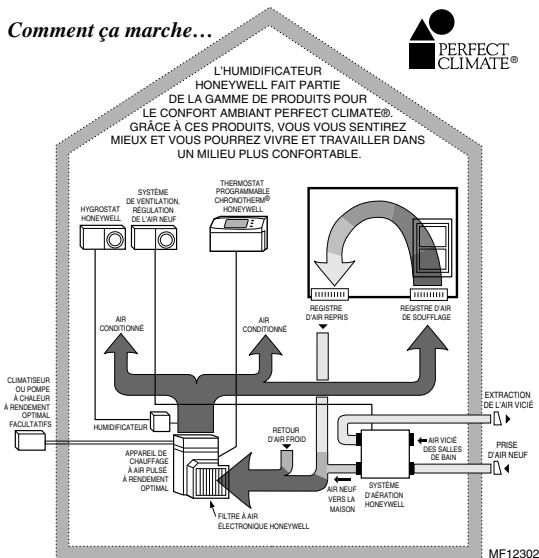 Comment ça marche…
PERFECT
CLIMATE®
L'HUMIDIFICATEUR
HONEYWELL FAIT PARTIE
DE LA GAMME DE PRODUITS POUR
LE CONFORT AMBIANT PERFECT CLIMATE®.
GRÂCE À CES PRODUITS, VOUS VOUS SENTIREZ
MIEUX ET VOUS POURREZ VIVRE ET TRAVAILLER DANS
UN MILIEU PLUS CONFORTABLE.
HYGROSTAT
HONEYWELL
SYSTÈME
DE VENTILATION,
RÉGULATION
DE L'AIR NEUF
THERMOSTAT
PROGRAMMABLE
CHRONOTHERM®
HONEYWELL
REGISTRE
D'AIR REPRIS
REGISTRE D'AIR
DE SOUFFLAGE
AIR
CONDITIONNÉ
AIR
CONDITIONNÉ
CLIMATISEUR
OU POMPE
À CHALEUR
À RENDEMENT
OPTIMAL
FACULTATIFS
HUMIDIFICATEUR
APPAREIL DE
CHAUFFAGE
À AIR PULSÉ
À RENDEMENT
OPTIMAL
RETOUR
D'AIR FROID
FILTRE À AIR
ÉLECTRONIQUE HONEYWELL
AIR NEUF
VERS LA
MAISON
SYSTÈME
D'AÉRATION
HONEYWELL
AIR VICIÉ
DES SALLES
DE BAIN
EXTRACTION
DE L'AIR VICIÉ
PRISE
D'AIR NEUF
MF12302